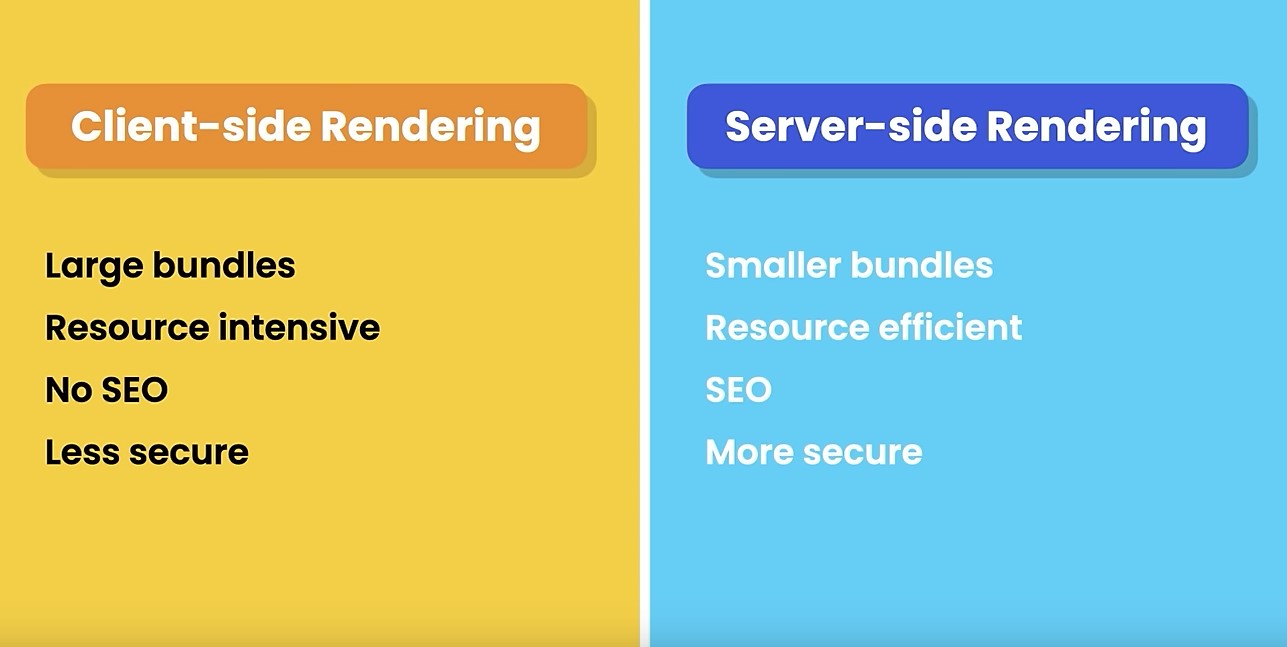 Client-side Rendering
Large bundles
Resource intensive
No SEO
Less secure
Server-side Rendering
Smaller bundles
Resource efficient
SEO
More secure